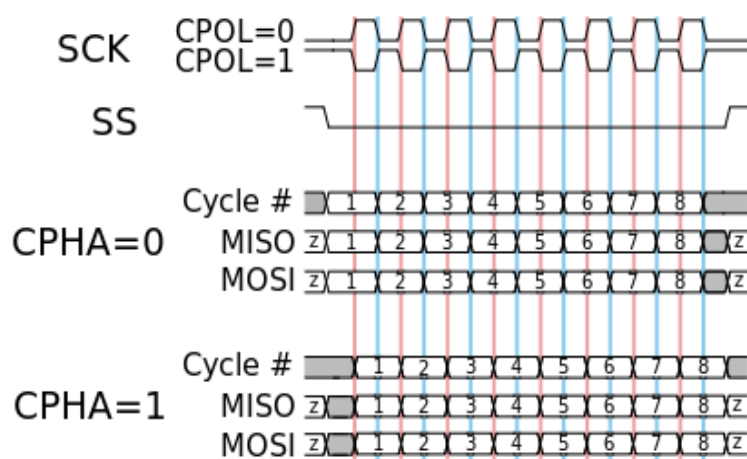 SCK CPOL=0
CPOL=1
SS
Cycle # 1 2 3 4 5 6 7 8
CPHA=0 MISO z 1 2 3 4 5 6 7 8 z
MOSI z 1 2 3 4 5 6 7 8 z
Cycle # 1 2 3 4 5 6 7 8
CPHA=1 MISO z 1 2 3 4 5 6 7 8 z
MOSI z 1 2 3 4 5 6 7 8 z